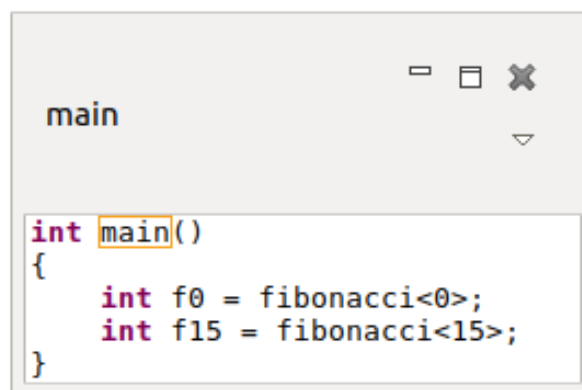 main
int main()
{
    int f0 = fibonacci<0>;
    int f15 = fibonacci<15>;
}